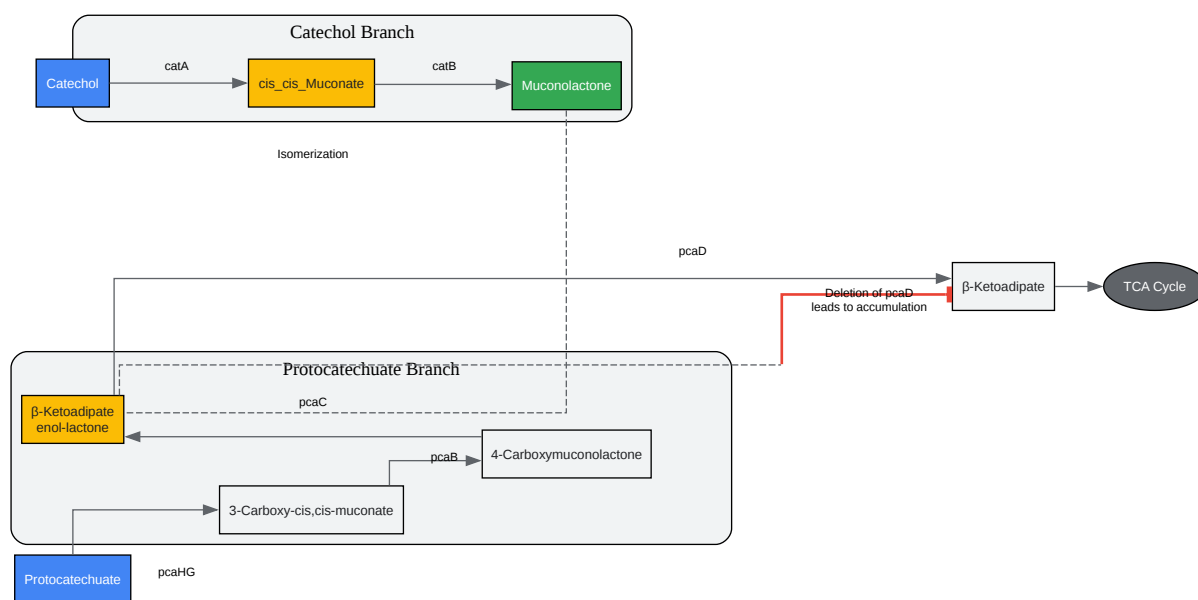 Catechol Branch
catA
catB
Catechol
cis_cis_Muconate
Muconolactone
Isomerization
pcaD
β-Ketoadipate
TCA Cycle
Deletion of pcaD
leads to accumulation
Protocatechuate Branch
β-Ketoadipate
enol-lactone
pcaC
4-Carboxymuconolactone
pcaB
3-Carboxy-cis,cis-muconate
pcaHG
Protocatechuate